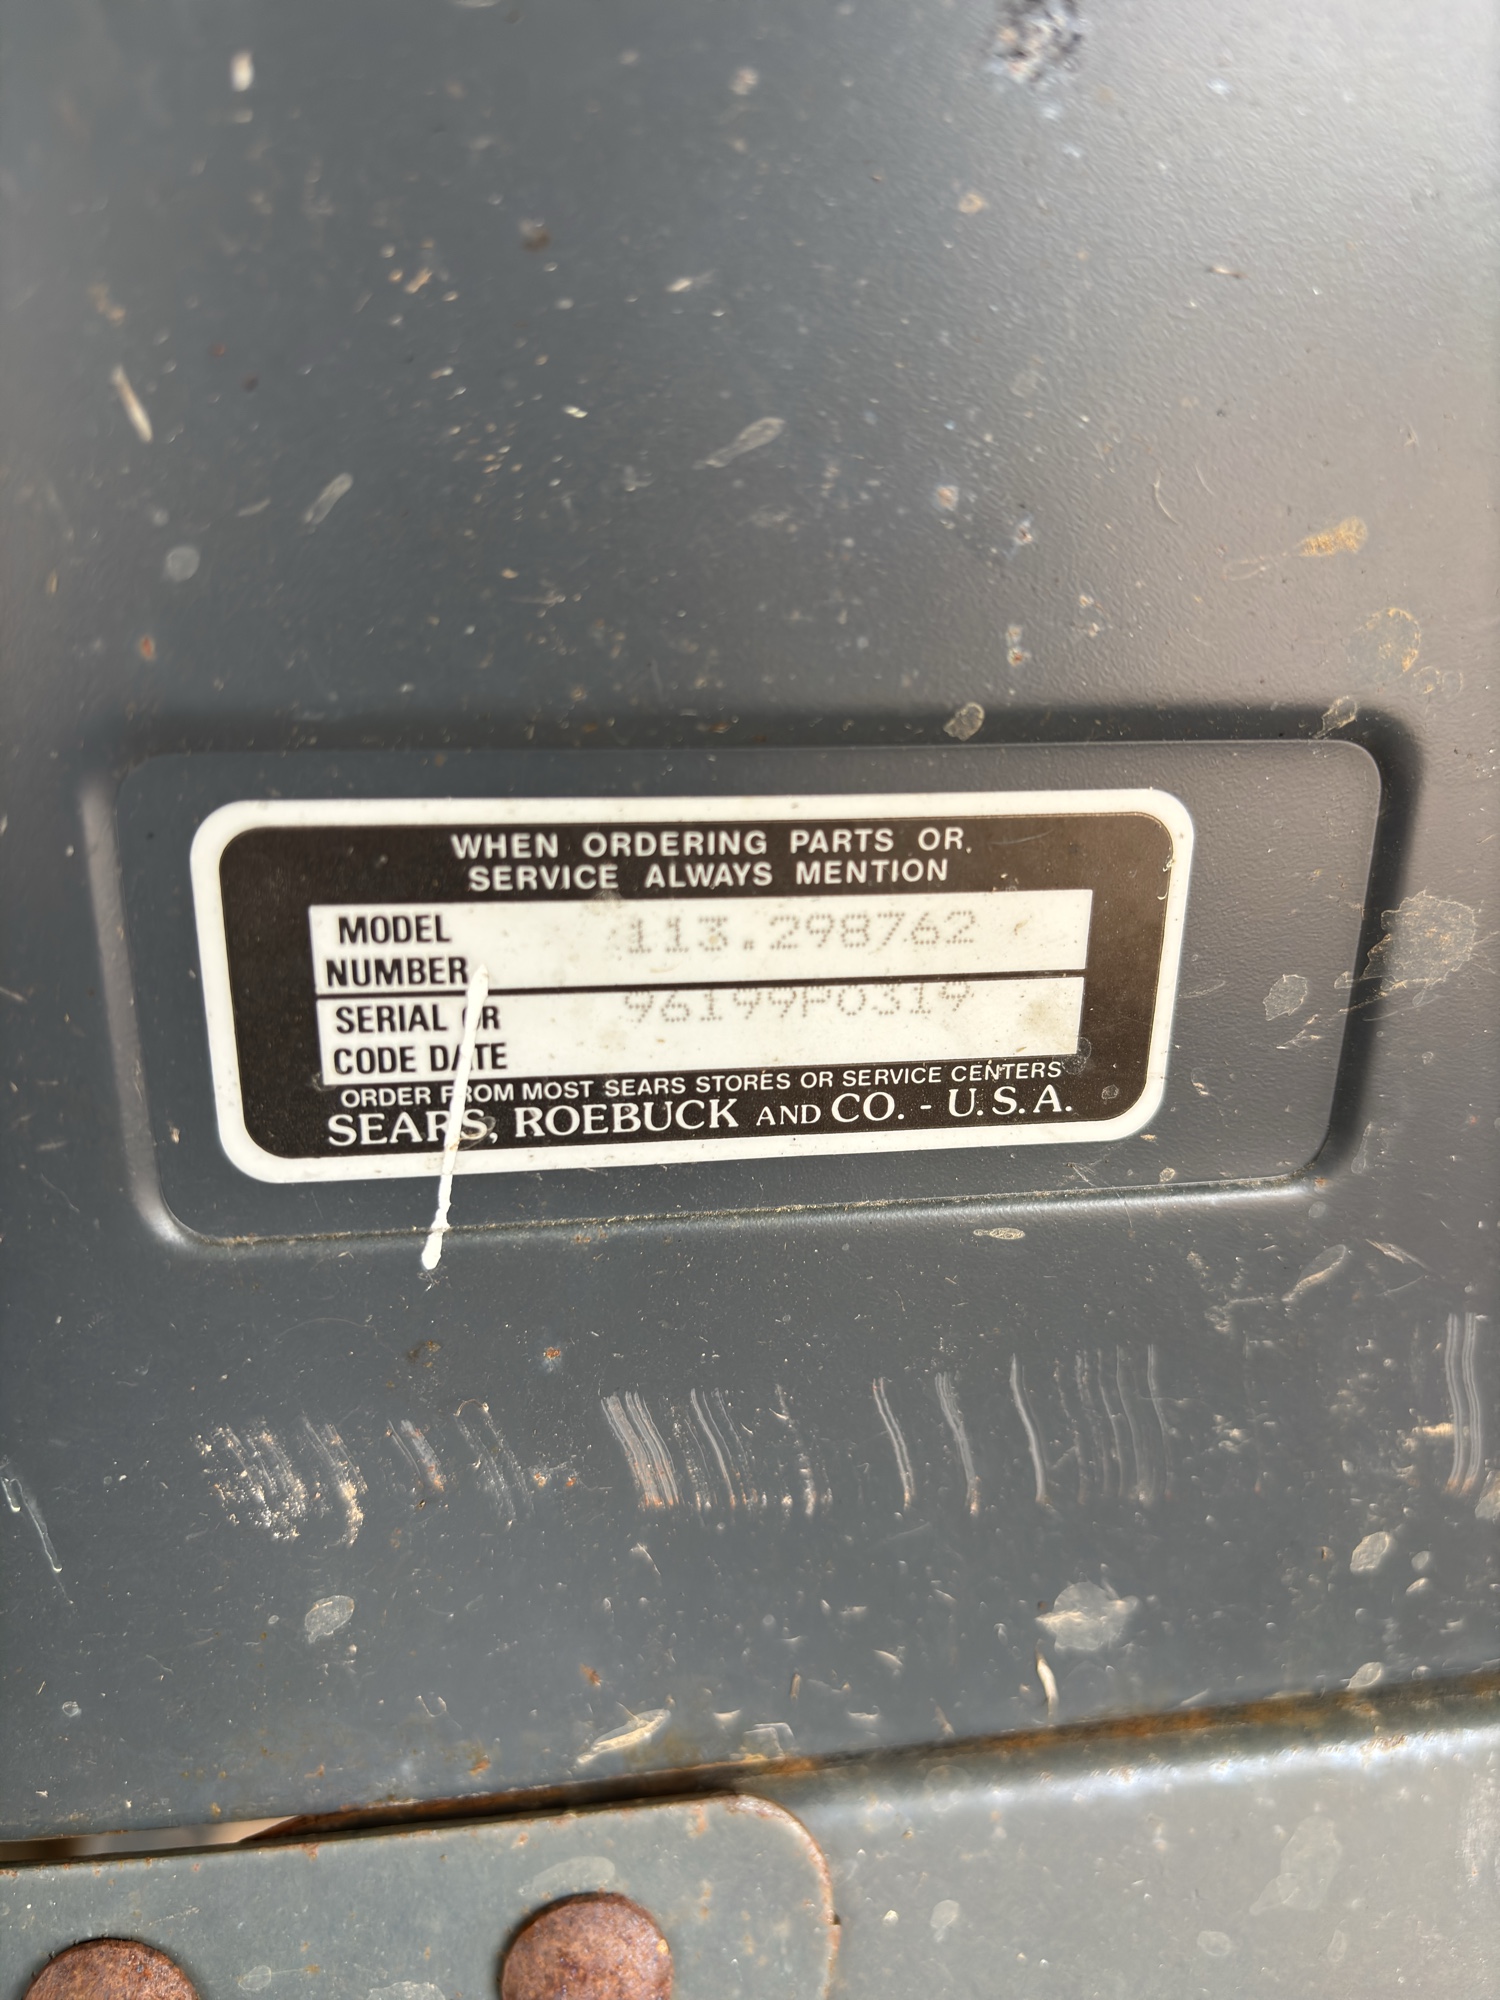 WHEN ORDERING PARTS OR
SERVICE ALWAYS MENTION
MODEL
NUMBER
113.298762
SERIAL OR
CODE DATE
96199P0319
ORDER FROM MOST SEARS STORES OR SERVICE CENTERS
SEARS, ROEBUCK AND CO. - U.S.A.